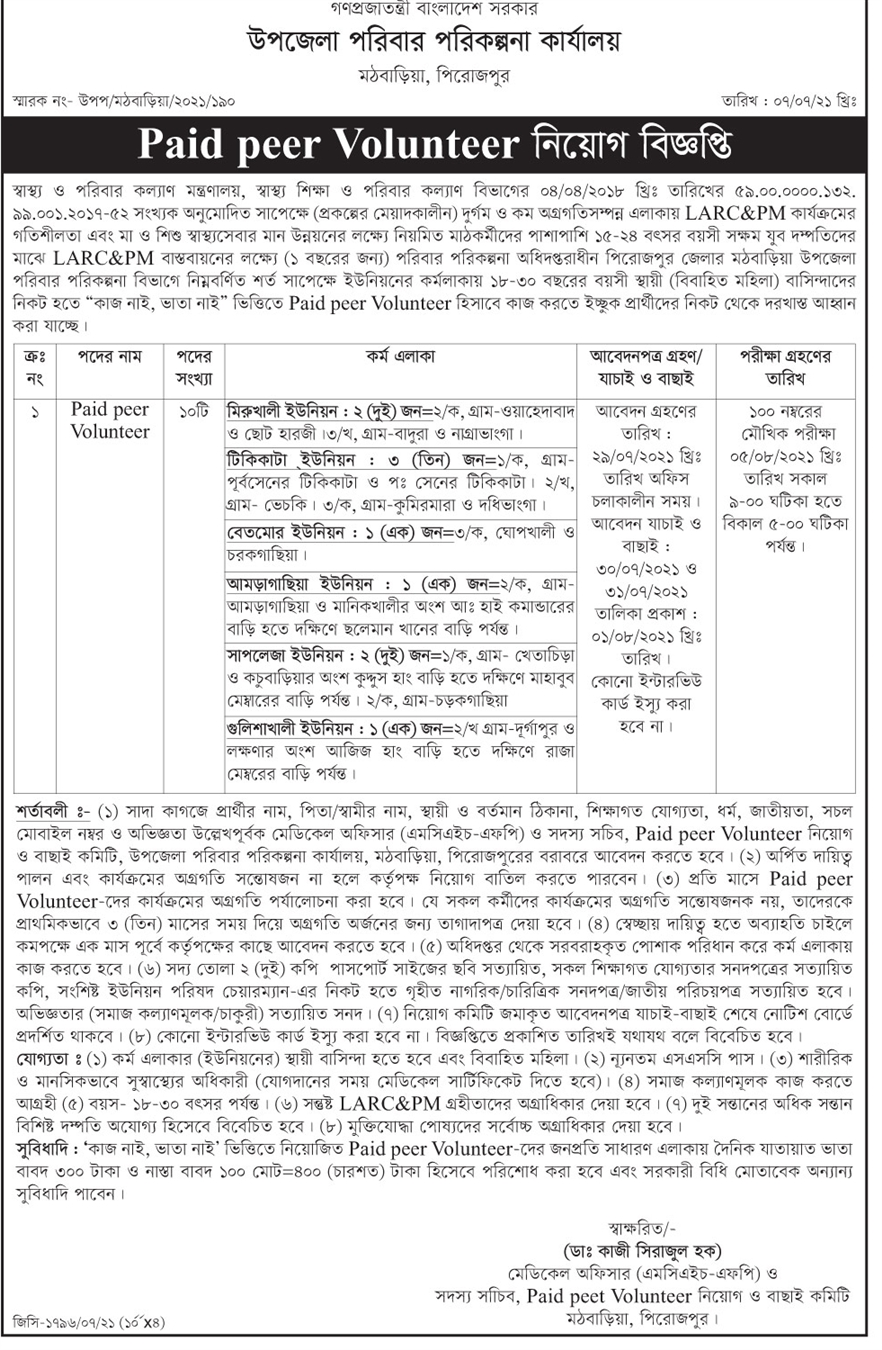 গণপ্রজাতন্ত্রী বাংলাদেশ সরকার
উপজেলা পরিবার পরিকল্পনা কার্যালয়
মঠবাড়িয়া, পিরোজপুর
স্মারক নং- উপপ/মঠবাড়িয়া/২০২১/১৯০
তারিখ : ০৭/০৭/২১ খ্রিঃ
Paid peer Volunteer নিয়োগ বিজ্ঞপ্তি
স্বাস্থ্য ও পরিবার কল্যাণ মন্ত্রণালয়, স্বাস্থ্য শিক্ষা ও পরিবার কল্যাণ বিভাগের ০৪/০৪/২০১৮ খ্রিঃ তারিখের ৫৯.০০.০০০০.১৩২.
৯৯.০০১.২০১৭-৫২ সংখ্যক অনুমোদিত সাপেক্ষে (প্রকল্পের মেয়াদকালীন) দুর্গম ও কম অগ্রগতিসম্পন্ন এলাকায় LARC&PM কার্যক্রমের
গতিশীলতা এবং মা ও শিশু স্বাস্থ্যসেবার মান উন্নয়নের লক্ষ্যে নিয়মিত মাঠকর্মীদের পাশাপাশি ১৫-২৪ বৎসর বয়সী সক্ষম যুব দম্পতিদের
মাঝে LARC&PM বাস্তবায়নের লক্ষ্যে (১ বছরের জন্য) পরিবার পরিকল্পনা অধিদপ্তরাধীন পিরোজপুর জেলার মঠবাড়িয়া উপজেলা
পরিবার পরিকল্পনা বিভাগে নিম্নবর্ণিত শর্ত সাপেক্ষে ইউনিয়নের কর্মলাকায় ১৮-৩০ বছরের বয়সী স্থায়ী (বিবাহিত মহিলা) বাসিন্দাদের
নিকট হতে “কাজ নাই, ভাতা নাই” ভিত্তিতে Paid peer Volunteer হিসাবে কাজ করতে ইচ্ছুক প্রার্থীদের নিকট থেকে দরখাস্ত আহ্বান
করা যাচ্ছে।
ক্রঃ নং
পদের নাম
পদের সংখ্যা
কর্ম এলাকা
আবেদনপত্র গ্রহণ/ যাচাই ও বাছাই
পরীক্ষা গ্রহণের তারিখ
১
Paid peer
Volunteer
১০টি
মিরুখালী ইউনিয়ন : ২ (দুই) জন=২/ক, গ্রাম-ওয়াহেদাবাদ
ও ছোট হারজী।৩/খ, গ্রাম-বাদুরা ও নাগ্রাভাংগা।
টিকিকাটা ইউনিয়ন : ৩ (তিন) জন=১/ক, গ্রাম-
পূর্বসেনের টিকিকাটা ও পঃ সেনের টিকিকাটা। ২/খ,
গ্রাম- ভেচকি। ৩/ক, গ্রাম-কুমিরমারা ও দধিভাংগা।
বেতমোর ইউনিয়ন : ১ (এক) জন=৩/ক, ঘোপখালী ও
চরকগাছিয়া।
আমড়াগাছিয়া ইউনিয়ন : ১ (এক) জন=২/ক, গ্রাম-
আমড়াগাছিয়া ও মানিকখালীর অংশ আঃ হাই কমান্ডারের
বাড়ি হতে দক্ষিণে ছলেমান খানের বাড়ি পর্যন্ত।
সাপলেজা ইউনিয়ন : ২ (দুই) জন=১/ক, গ্রাম- খেতাচিড়া
ও কচুবাড়িয়ার অংশ কুদ্দুস হাং বাড়ি হতে দক্ষিণে মাহাবুব
মেম্বারের বাড়ি পর্যন্ত। ২/ক, গ্রাম-চড়কগাছিয়া
গুলিশাখালী ইউনিয়ন : ১ (এক) জন=২/খ গ্রাম-দূর্গাপুর ও
লক্ষণার অংশ আজিজ হাং বাড়ি হতে দক্ষিণে রাজা
মেম্বরের বাড়ি পর্যন্ত।
আবেদন গ্রহণের
তারিখ :
২৯/০৭/২০২১ খ্রিঃ
তারিখ অফিস
চলাকালীন সময়।
আবেদন যাচাই ও
বাছাই :
৩০/০৭/২০২১ ও
৩১/০৭/২০২১
তালিকা প্রকাশ :
০১/০৮/২০২১ খ্রিঃ
তারিখ।
কোনো ইন্টারভিউ
কার্ড ইস্যু করা
হবে না।
১০০ নম্বরের
মৌখিক পরীক্ষা
০৫/০৮/২০২১ খ্রিঃ
তারিখ সকাল
৯-০০ ঘটিকা হতে
বিকাল ৫-০০ ঘটিকা
পর্যন্ত।
শর্তাবলী ঃ- (১) সাদা কাগজে প্রার্থীর নাম, পিতা/স্বামীর নাম, স্থায়ী ও বর্তমান ঠিকানা, শিক্ষাগত যোগ্যতা, ধর্ম, জাতীয়তা, সচল
মোবাইল নম্বর ও অভিজ্ঞতা উল্লেখপূর্বক মেডিকেল অফিসার (এমসিএইচ-এফপি) ও সদস্য সচিব, Paid peer Volunteer নিয়োগ
ও বাছাই কমিটি, উপজেলা পরিবার পরিকল্পনা কার্যালয়, মঠবাড়িয়া, পিরোজপুরের বরাবরে আবেদন করতে হবে। (২) অর্পিত দায়িত্ব
পালন এবং কার্যক্রমের অগ্রগতি সন্তোষজন না হলে কর্তৃপক্ষ নিয়োগ বাতিল করতে পারবেন। (৩) প্রতি মাসে Paid peer
Volunteer-দের কার্যক্রমের অগ্রগতি পর্যালোচনা করা হবে। যে সকল কর্মীদের কার্যক্রমের অগ্রগতি সন্তোষজনক নয়, তাদেরকে
প্রাথমিকভাবে ৩ (তিন) মাসের সময় দিয়ে অগ্রগতি অর্জনের জন্য তাগাদাপত্র দেয়া হবে। (৪) স্বেচ্ছায় দায়িত্ব হতে অব্যাহতি চাইলে
কমপক্ষে এক মাস পূর্বে কর্তৃপক্ষের কাছে আবেদন করতে হবে। (৫) অধিদপ্তর থেকে সরবরাহকৃত পোশাক পরিধান করে কর্ম এলাকায়
কাজ করতে হবে। (৬) সদ্য তোলা ২ (দুই) কপি পাসপোর্ট সাইজের ছবি সত্যায়িত, সকল শিক্ষাগত যোগ্যতার সনদপত্রের সত্যায়িত
কপি, সংশিষ্ট ইউনিয়ন পরিষদ চেয়ারম্যান-এর নিকট হতে গৃহীত নাগরিক/চারিত্রিক সনদপত্র/জাতীয় পরিচয়পত্র সত্যায়িত হবে।
অভিজ্ঞতার (সমাজ কল্যাণমূলক/চাকুরী) সত্যায়িত সনদ। (৭) নিয়োগ কমিটি জমাকৃত আবেদনপত্র যাচাই-বাছাই শেষে নোটিশ বোর্ডে
প্রদর্শিত থাকবে। (৮) কোনো ইন্টারভিউ কার্ড ইস্যু করা হবে না। বিজ্ঞপ্তিতে প্রকাশিত তারিখই যথাযথ বলে বিবেচিত হবে।
যোগ্যতা ঃ (১) কর্ম এলাকার (ইউনিয়নের) স্থায়ী বাসিন্দা হতে হবে এবং বিবাহিত মহিলা। (২) ন্যূনতম এসএসসি পাস। (৩) শারীরিক
ও মানসিকভাবে সুস্বাস্থ্যের অধিকারী (যোগদানের সময় মেডিকেল সার্টিফিকেট দিতে হবে)। (৪) সমাজ কল্যাণমূলক কাজ করতে
আগ্রহী (৫) বয়স- ১৮-৩০ বৎসর পর্যন্ত। (৬) সন্তুষ্ট LARC&PM গ্রহীতাদের অগ্রাধিকার দেয়া হবে। (৭) দুই সন্তানের অধিক সন্তান
বিশিষ্ট দম্পতি অযোগ্য হিসেবে বিবেচিত হবে। (৮) মুক্তিযোদ্ধা পোষ্যদের সর্বোচ্চ অগ্রাধিকার দেয়া হবে।
সুবিধাদি : ‘কাজ নাই, ভাতা নাই’ ভিত্তিতে নিয়োজিত Paid peer Volunteer-দের জনপ্রতি সাধারণ এলাকায় দৈনিক যাতায়াত ভাতা
বাবদ ৩০০ টাকা ও নাস্তা বাবদ ১০০ মোট=৪০০ (চারশত) টাকা হিসেবে পরিশোধ করা হবে এবং সরকারী বিধি মোতাবেক অন্যান্য
সুবিধাদি পাবেন।
স্বাক্ষরিত/-
(ডাঃ কাজী সিরাজুল হক)
মেডিকেল অফিসার (এমসিএইচ-এফপি) ও
সদস্য সচিব, Paid peet Volunteer নিয়োগ ও বাছাই কমিটি
মঠবাড়িয়া, পিরোজপুর।
জিসি-১৭৯৬/০৭/২১ (১০˝x৪)